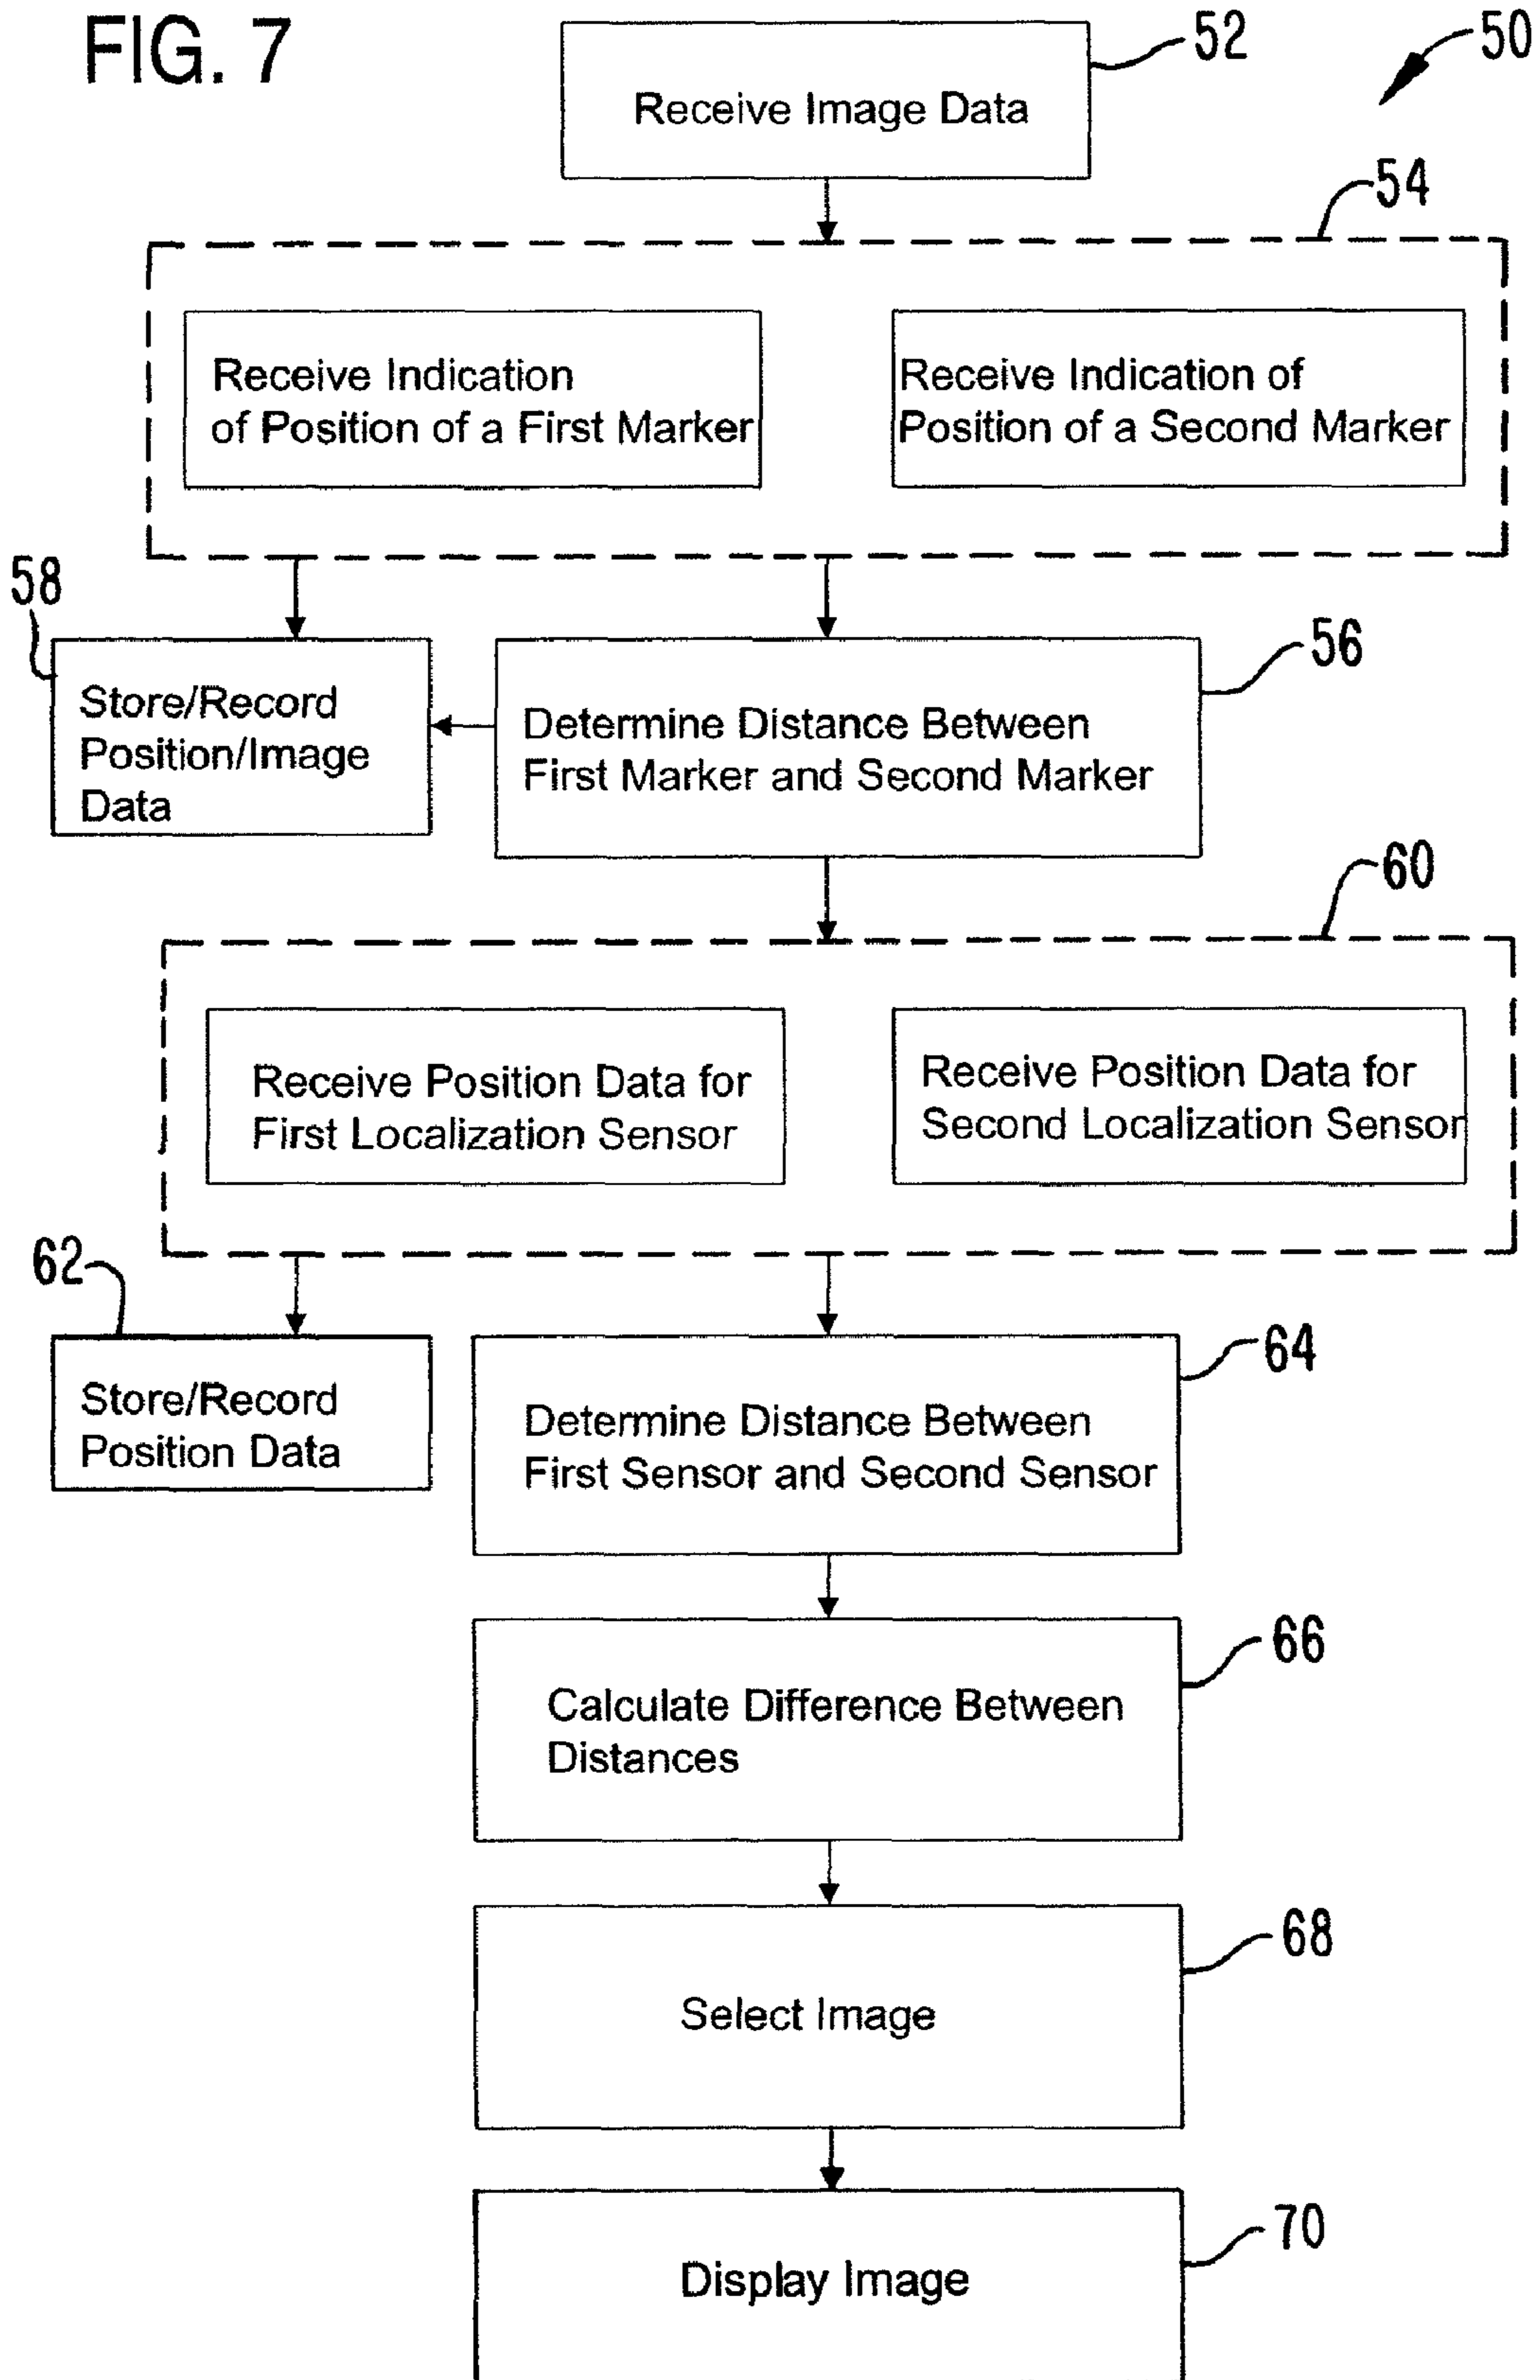 FIG. 7
52
50
Receive Image Data
54
Receive Indication
of Position of a First Marker
Receive Indication of
Position of a Second Marker
58
56
Store/Record
Position/Image
Data
Determine Distance Between
First Marker and Second Marker
60
Receive Position Data for
First Localization Sensor
Receive Position Data for
Second Localization Sensor
62
64
Store/Record
Position Data
Determine Distance Between
First Sensor and Second Sensor
66
Calculate Difference Between
Distances
68
Select Image
70
Display Image